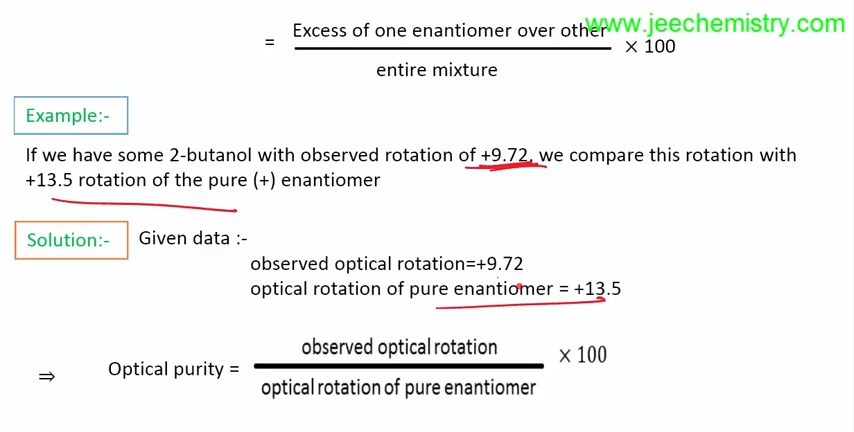 www.jeechemistry.com
= Excess of one enantiomer over other
entire mixture
× 100
Example:-
If we have some 2-butanol with observed rotation of +9.72, we compare this rotation with
+13.5 rotation of the pure (+) enantiomer
Solution:- Given data :-
observed optical rotation=+9.72
optical rotation of pure enantiomer = +13.5
⇒ Optical purity = observed optical rotation
optical rotation of pure enantiomer
× 100